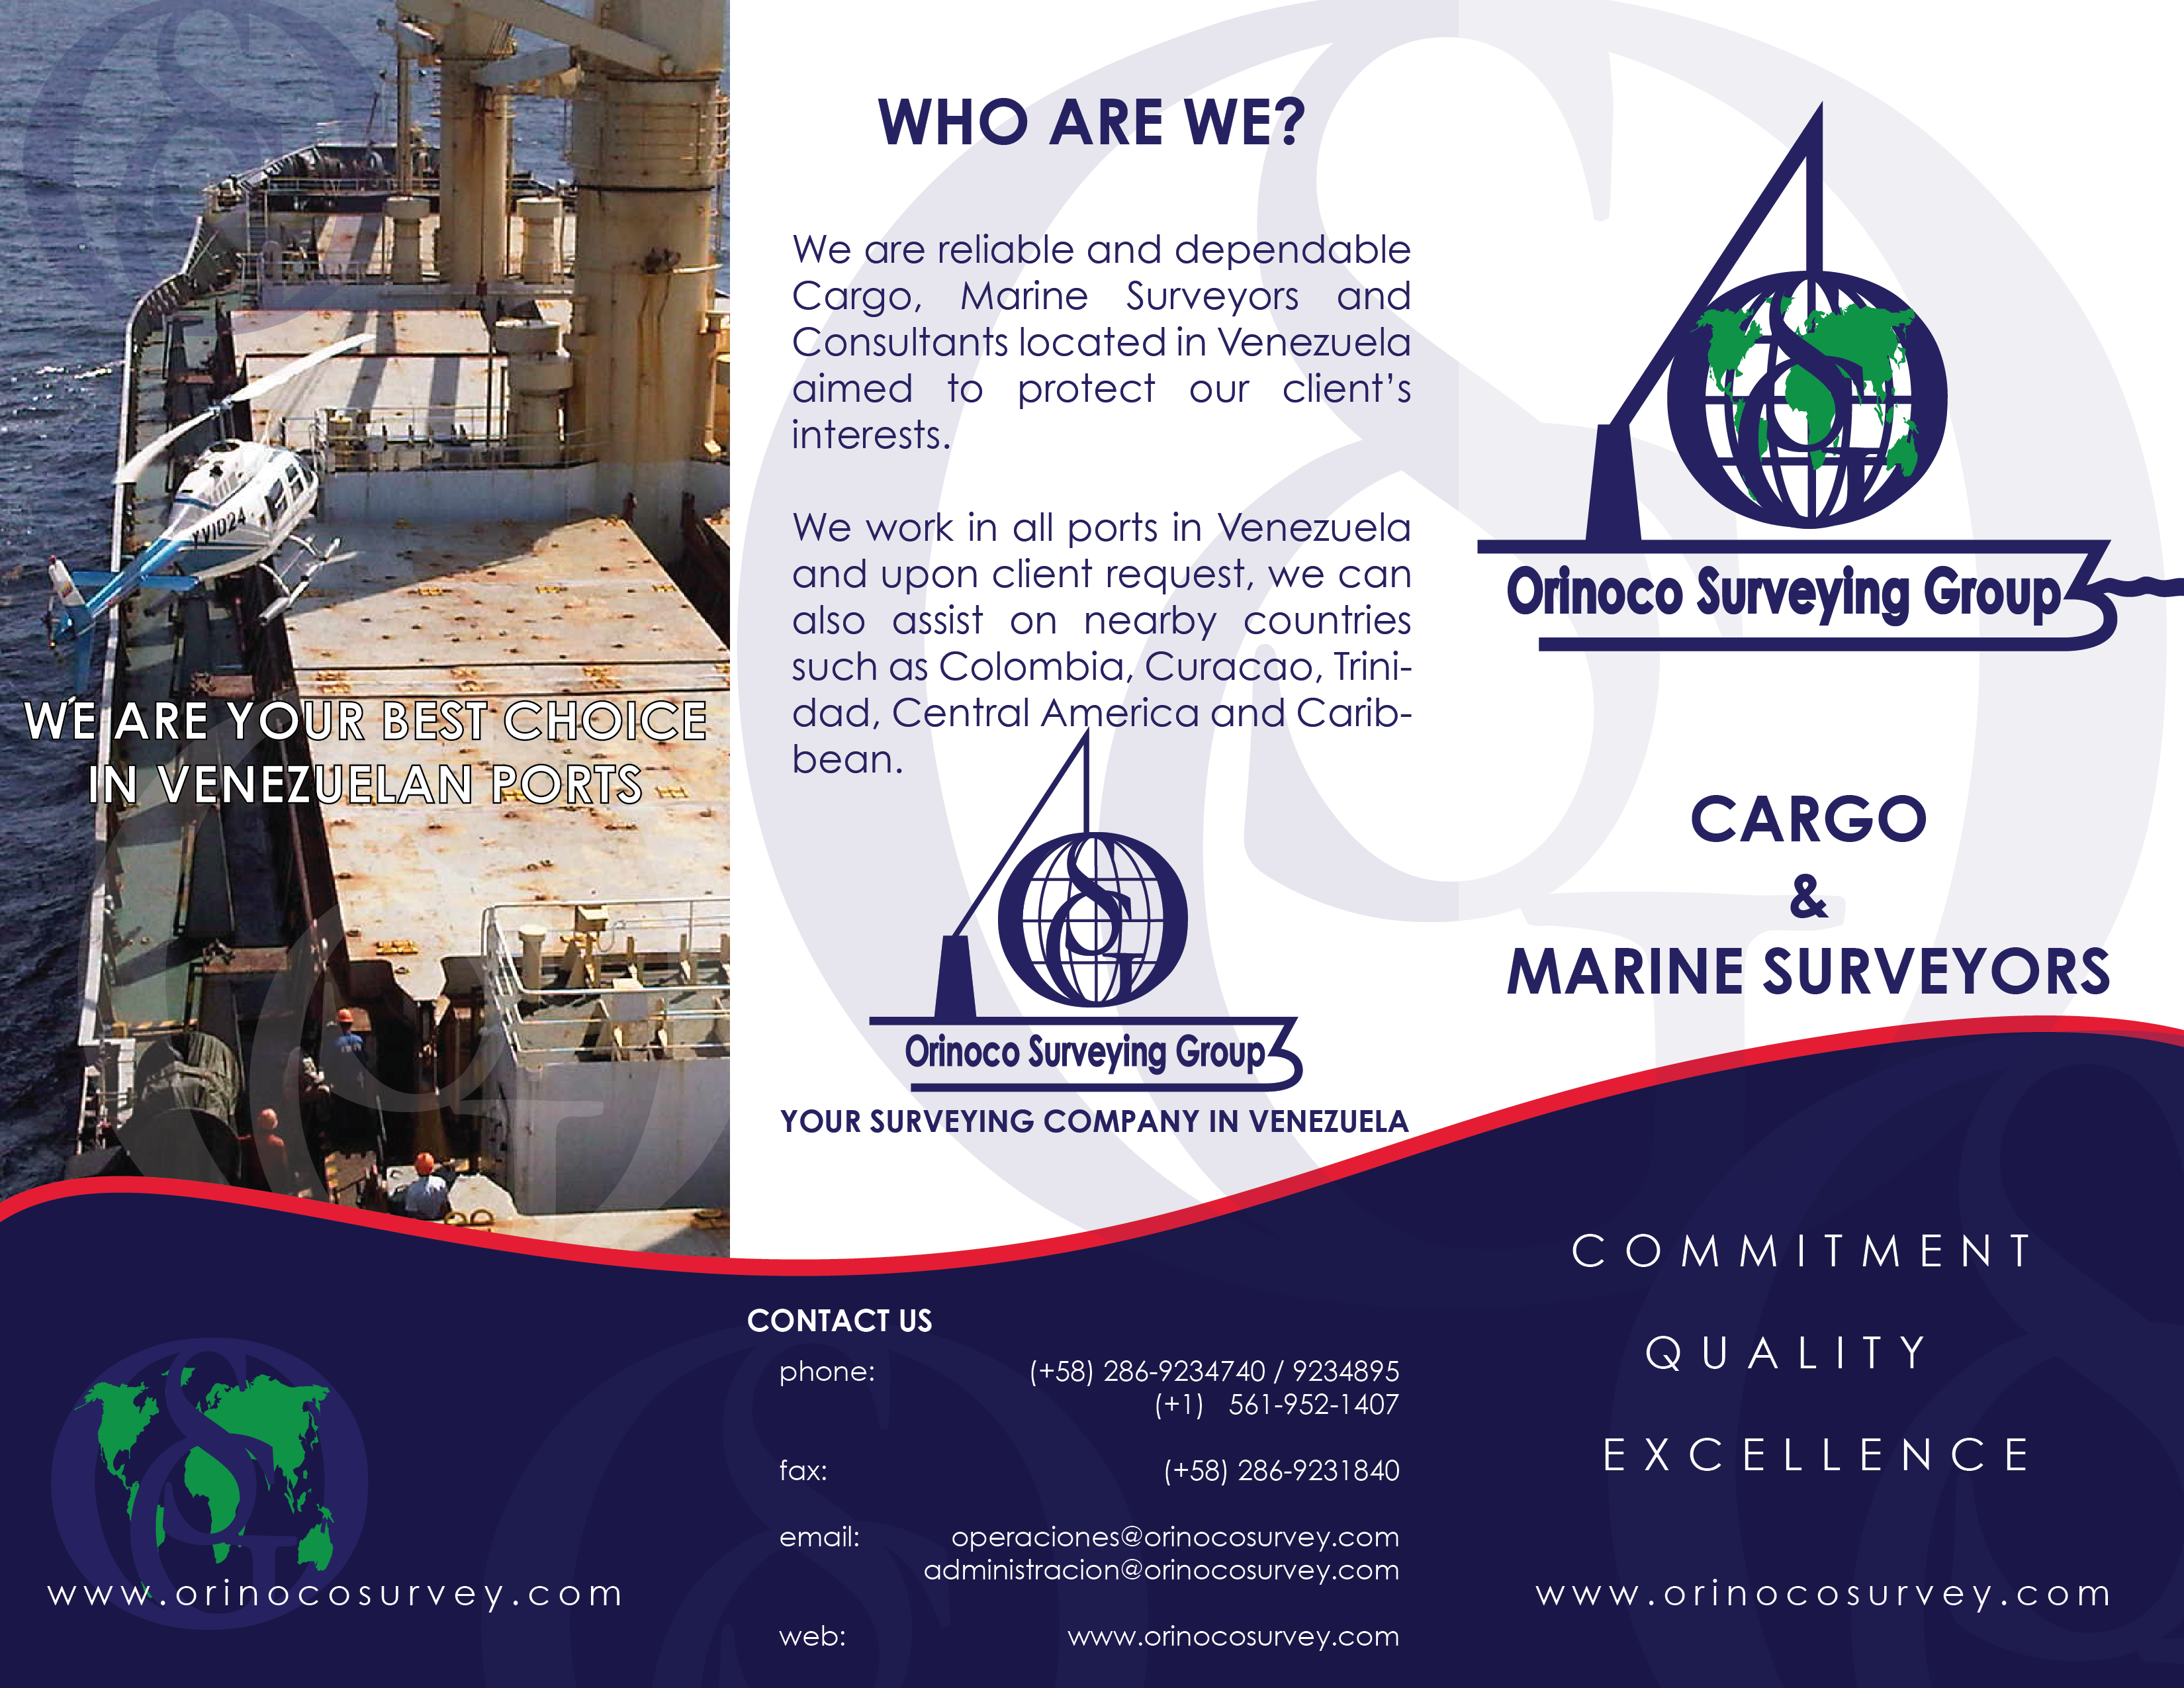 YVIO24
WE ARE YOUR BEST CHOICE
IN VENEZUELAN PORTS
www.orinocosurvey.com
WHO ARE WE?
We are reliable and dependable
Cargo, Marine Surveyors and
Consultants located in Venezuela
aimed to protect our client’s
interests.
We work in all ports in Venezuela
and upon client request, we can
also assist on nearby countries
such as Colombia, Curacao, Trini-
dad, Central America and Carib-
bean.
OSG
Orinoco Surveying Group
YOUR SURVEYING COMPANY IN VENEZUELA
CONTACT US
phone: (+58) 286-9234740 / 9234895
(+1) 561-952-1407
fax: (+58) 286-9231840
email: operaciones@orinocosurvey.com
administracion@orinocosurvey.com
web: www.orinocosurvey.com
OSG
Orinoco Surveying Group
CARGO
&
MARINE SURVEYORS
COMMITMENT
QUALITY
EXCELLENCE
www.orinocosurvey.com